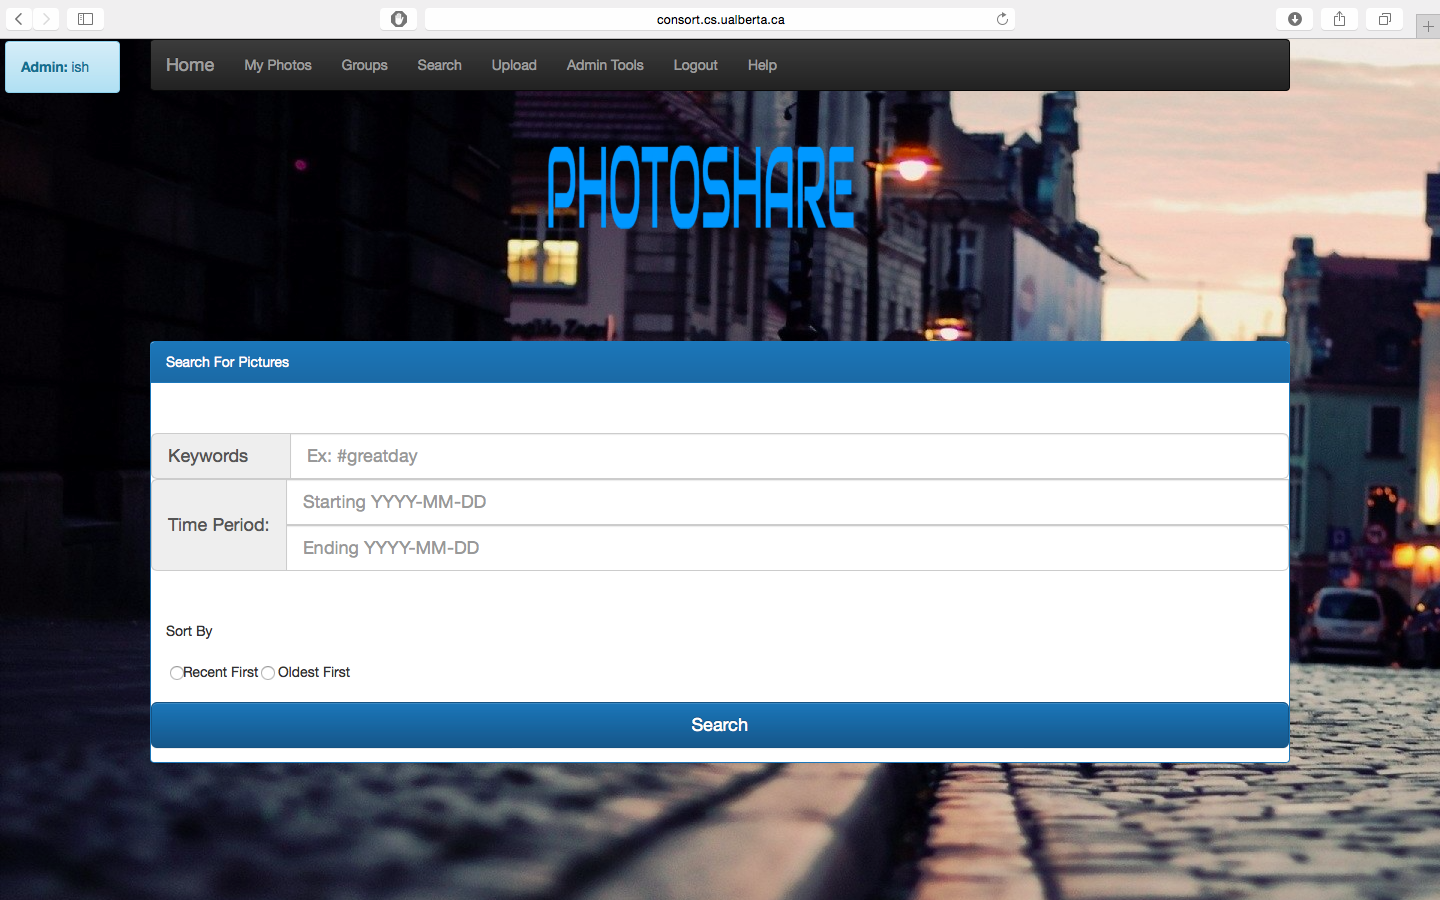 consort.cs.ualberta.ca
Admin: ish
Home My Photos Groups Search Upload Admin Tools Logout Help
PHOTOSHARE
Search For Pictures
Keywords Ex: #greatday
Time Period: Starting YYYY-MM-DD
Ending YYYY-MM-DD
Sort By
Recent First Oldest First
Search